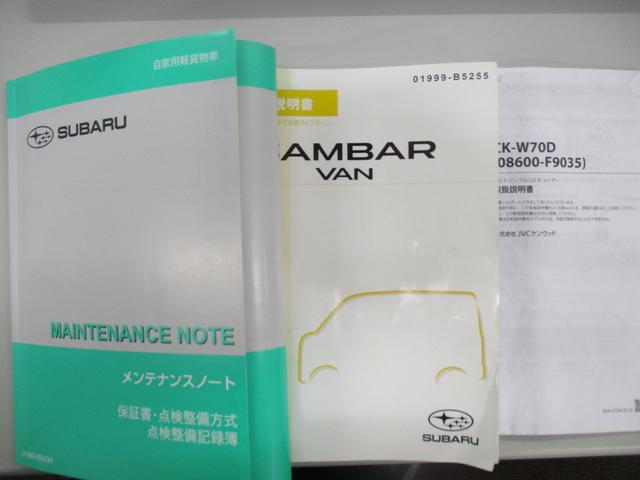 自家用軽貨物車
SUBARU
MAINTENANCE NOTE
メンテナンスノート
保証書・点検整備方式
点検整備記録簿
01999-B5255
説明書
AMBAR
VAN
SUBARU
CK-W70D
08600-F9035)
取扱説明書
JVCケンウッド